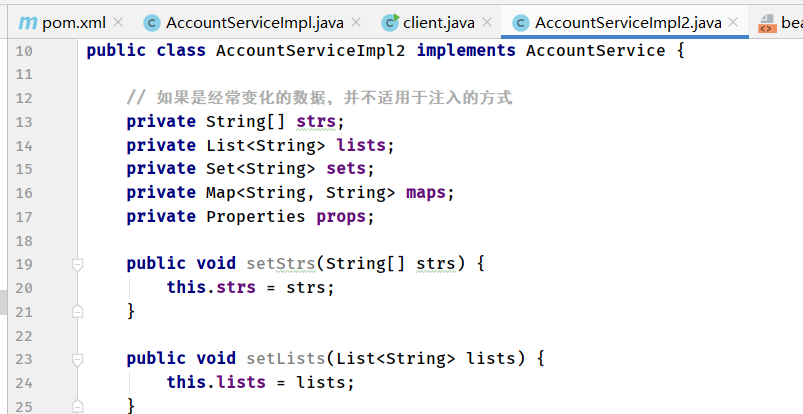 pom.xml AccountServiceImpl.java client.java AccountServiceImpl2.java bea
10 public class AccountServiceImpl2 implements AccountService {
11
12 // 如果是经常变化的数据，并不适用于注入的方式
13 private String[] strs;
14 private List<String> lists;
15 private Set<String> sets;
16 private Map<String, String> maps;
17 private Properties props;
18
19 public void setStrs(String[] strs) {
20 this.strs = strs;
21 }
22
23 public void setLists(List<String> lists) {
24 this.lists = lists;
25 }